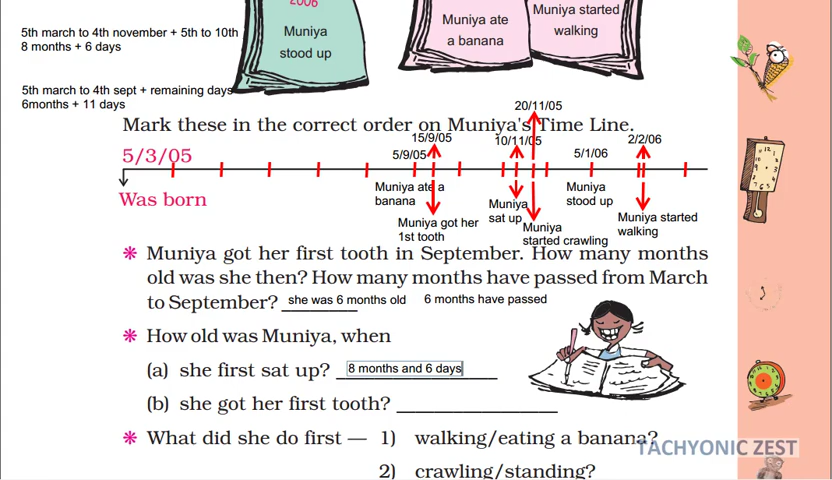 2006
Muniya
stood up
Muniya ate
a banana
Muniya started
walking
5th march to 4th november + 5th to 10th
8 months + 6 days
5th march to 4th sept + remaining days
6months + 11 days
Mark these in the correct order on Muniya's Time Line.
20/11/05
15/9/05
10/11/05
2/2/06
5/3/05
5/9/05
5/1/06
Was born
Muniya ate a
banana
Muniya got her
1st tooth
Muniya
sat up
Muniya
started crawling
Muniya
stood up
Muniya started
walking
Muniya got her first tooth in September. How many months
old was she then? How many months have passed from March
to September? she was 6 months old 6 months have passed
How old was Muniya, when
(a) she first sat up? 8 months and 6 days
(b) she got her first tooth?
What did she do first — 1) walking/eating a banana?
TACHYONIC ZEST
2) crawling/standing?